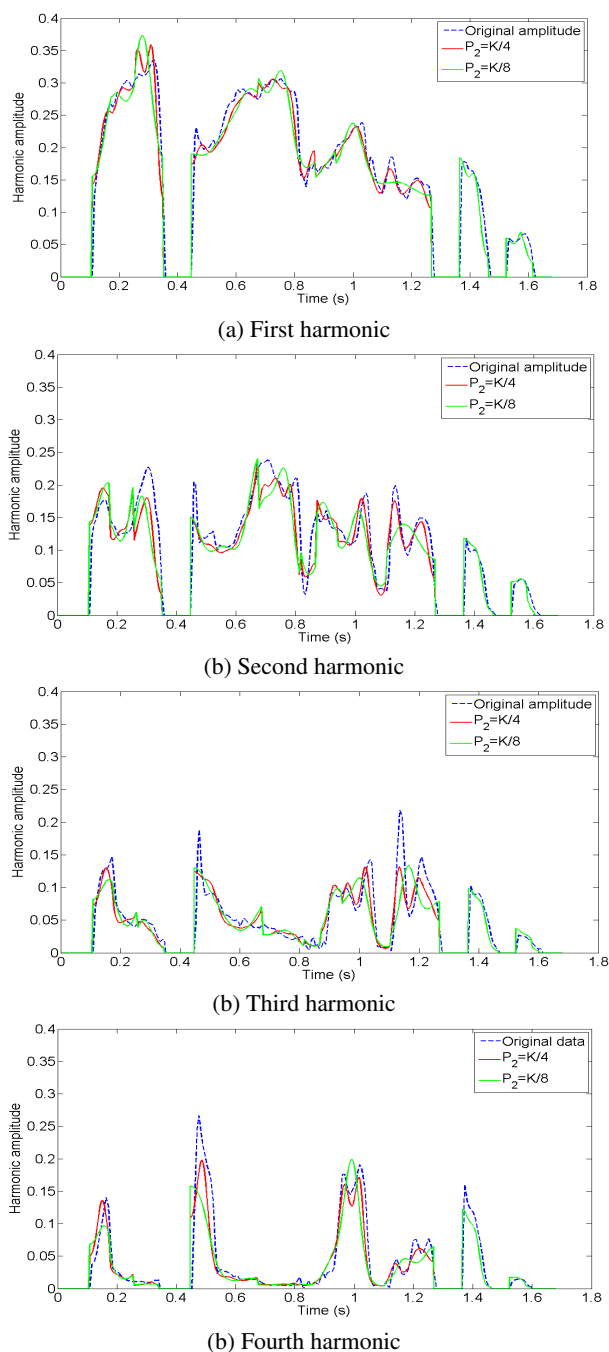 0.4
0.35
0.3
0.25
0.2
0.15
0.1
0.05
0
Harmonic amplitude
Original amplitude
P2=K/4
P2=K/8
0 0.2 0.4 0.6 0.8 1 1.2 1.4 1.6 1.8
Time (s)
(a) First harmonic
0.4
0.35
0.3
0.25
0.2
0.15
0.1
0.05
0
Harmonic amplitude
Original amplitude
P2=K/4
P2=K/8
0 0.2 0.4 0.6 0.8 1 1.2 1.4 1.6 1.8
Time (s)
(b) Second harmonic
0.4
0.35
0.3
0.25
0.2
0.15
0.1
0.05
0
Harmonic amplitude
Original amplitude
P2=K/4
P2=K/8
0 0.2 0.4 0.6 0.8 1 1.2 1.4 1.6 1.8
Time (s)
(b) Third harmonic
0.4
0.35
0.3
0.25
0.2
0.15
0.1
0.05
0
Harmonic amplitude
Original data
P2=K/4
P2=K/8
0 0.2 0.4 0.6 0.8 1 1.2 1.4 1.6 1.8
Time (s)
(b) Fourth harmonic